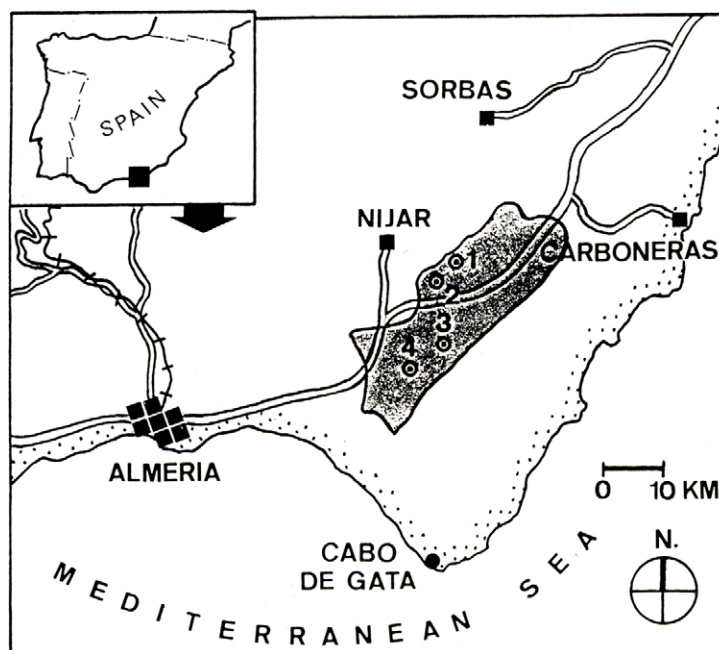 SPAIN
SORBAS
NIJAR
CARBONERAS
1
2
3
4
ALMERIA
0 10 KM
CABO
DE GATA
N.
MEDITERRANEAN SEA